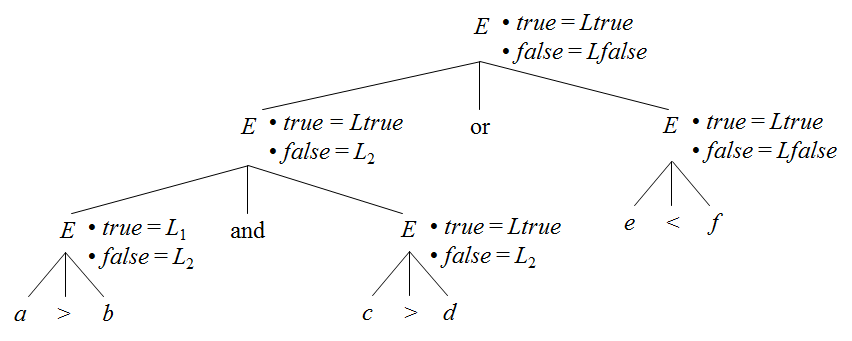 E • true = Ltrue
• false = Lfalse
E • true = Ltrue
• false = L₂
or
E • true = Ltrue
• false = Lfalse
E • true = L₁
• false = L₂
and
E • true = Ltrue
• false = L₂
e < f
a > b
c > d